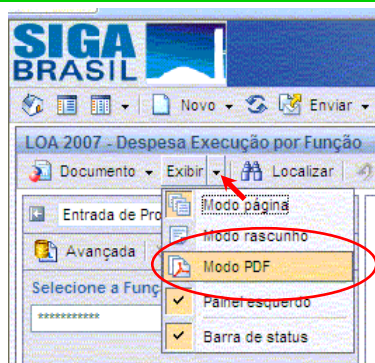 SIGA
BRASIL
Novo Enviar
LOA 2007 - Despesa Execução por Função
Documento Exibir Localizar
Entrada de Pro
Modo página
Avançada
Modo rascunho
Modo PDF
Selecione a Funç
Painel esquerdo
***********
Barra de status